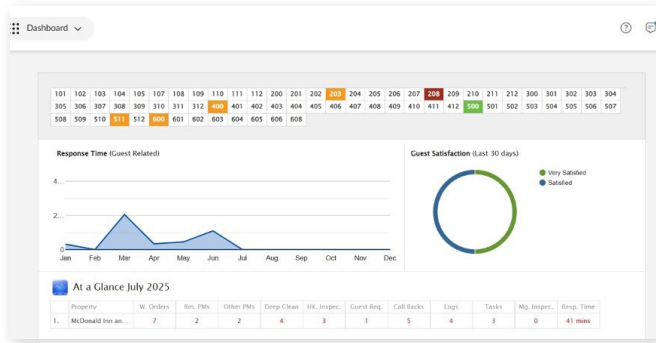 Dashboard
101 102 103 104 105 107 108 109 110 111 112 200 201 202 203 204 205 206 207 208 209 210 211 212 300 301 302 303 304
305 306 307 308 309 310 311 312 400 401 402 403 404 405 406 407 408 409 410 411 412 500 501 502 503 504 505 506 507
508 509 510 511 512 600 601 602 603 604 605 606 608
Response Time (Guest Related)
Guest Satisfaction (Last 30 days)
4...
2...
0
Jan Feb Mar Apr May Jun Jul Aug Sep Oct Nov Dec
Very Satisfied
Satisfied
At a Glance July 2025
Property W. Orders Rm. PMs Other PMs Deep Clean HK. Inspec. Guest Req. Call Backs Logs Tasks Mg. Inspec. Resp. Time
1. McDonald Inn an... 7 2 2 4 3 1 5 4 3 0 41 mins